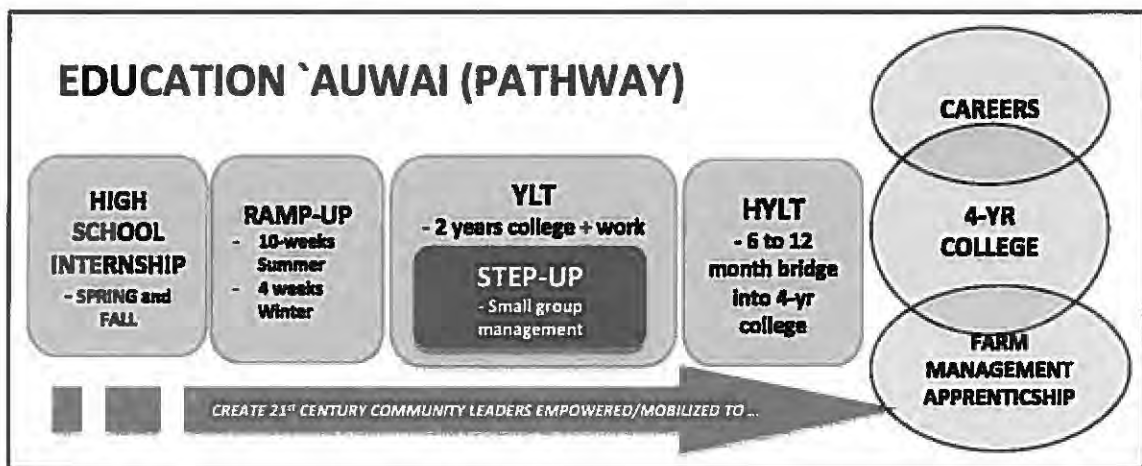 EDUCATION `AUWAI (PATHWAY)
HIGH
SCHOOL
INTERNSHIP
- SPRING and
FALL
RAMP-UP
- 10-weeks
Summer
- 4 weeks
Winter
YLT
- 2 years college + work
STEP-UP
- Small group
management
HYLT
- 6 to 12
month bridge
into 4-yr
college
CAREERS
4-YR
COLLEGE
FARM
MANAGEMENT
APPRENTICSHIP
CREATE 21st CENTURY COMMUNITY LEADERS EMPOWERED/MOBILIZED TO ...